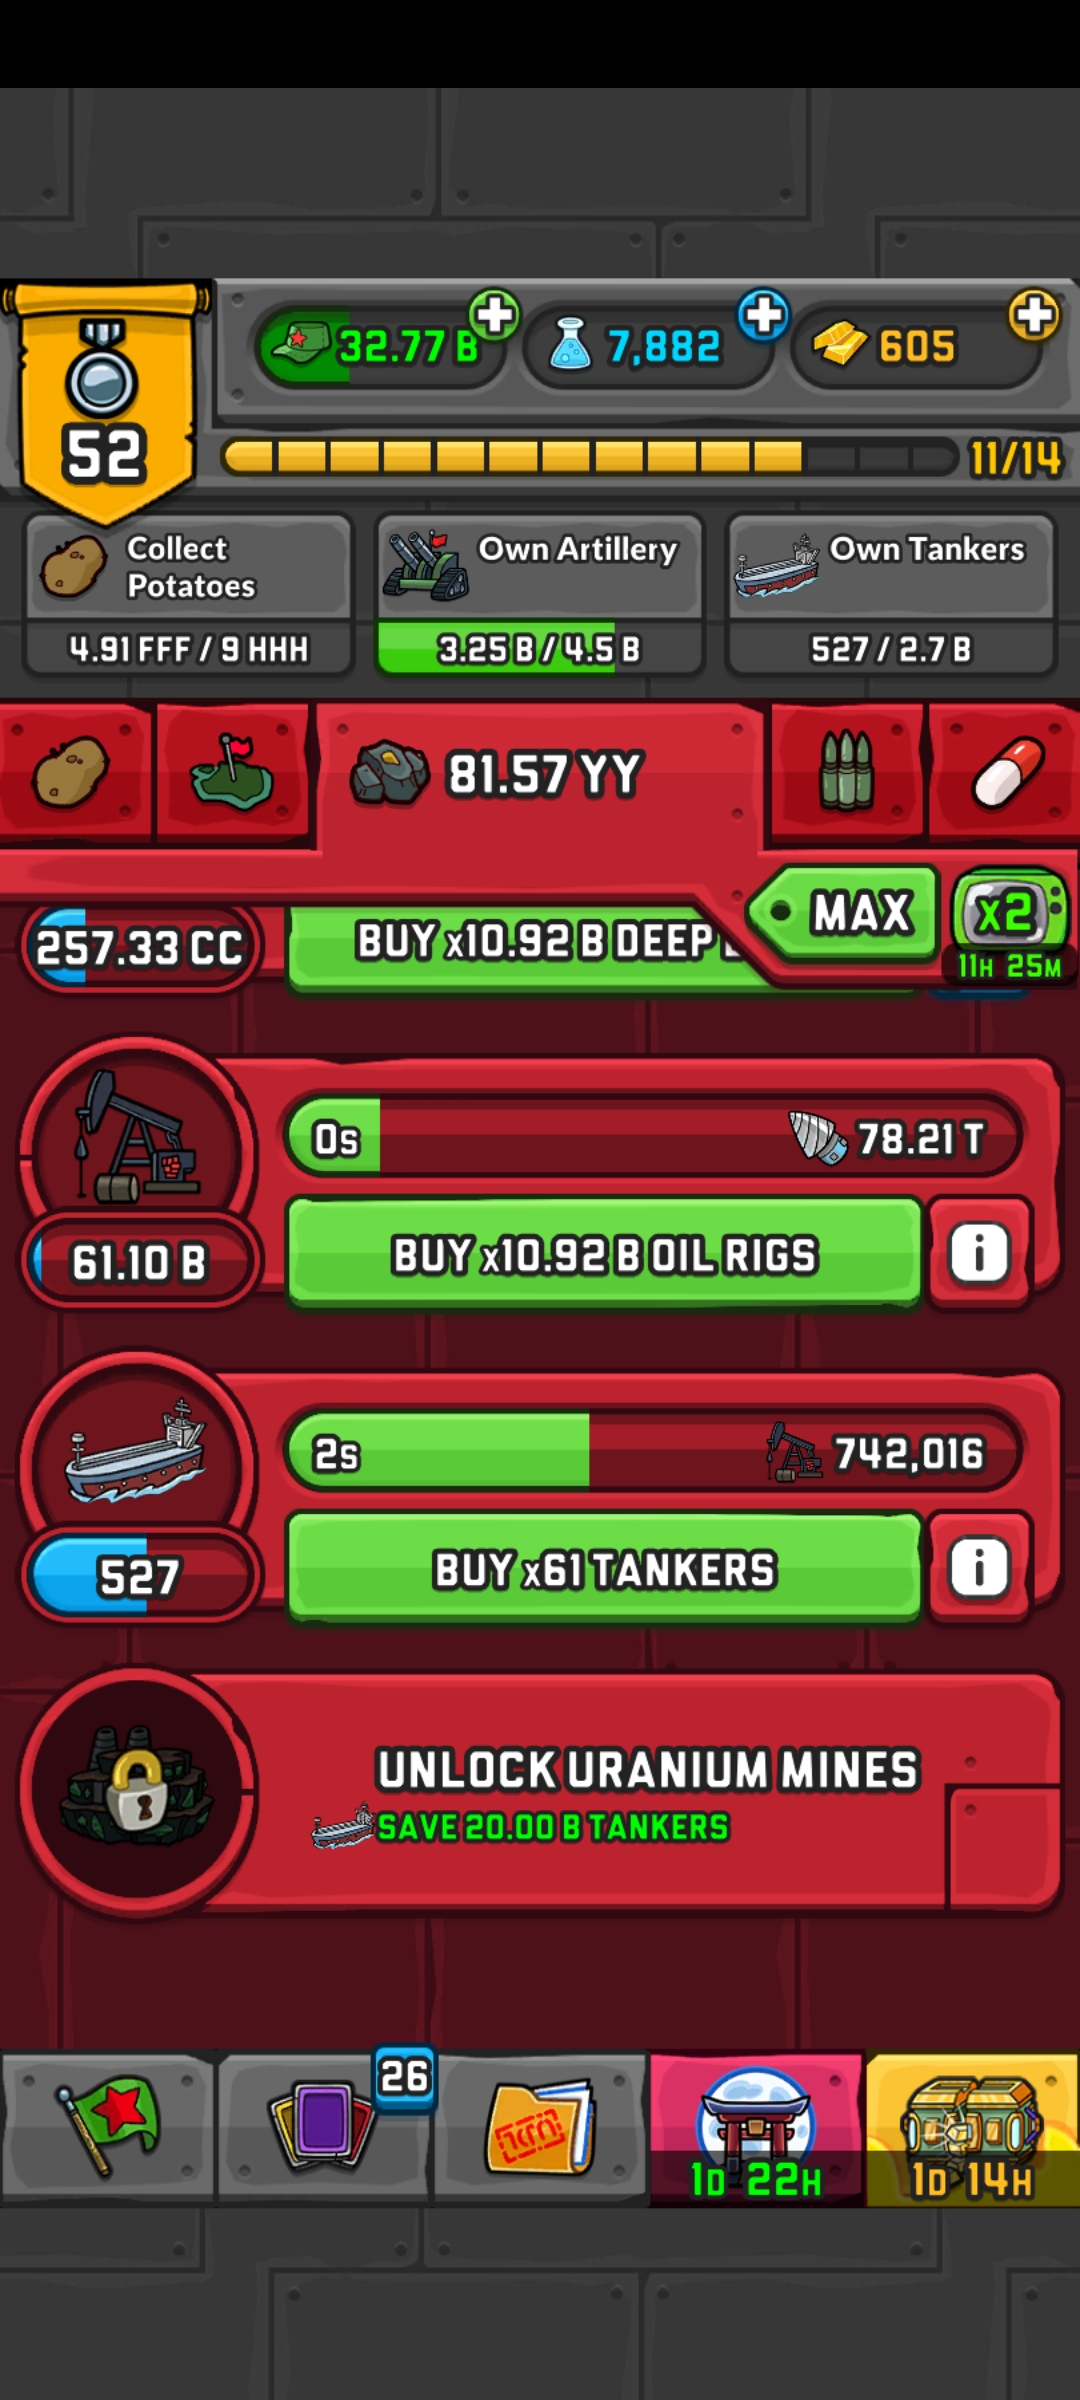 32.77 B
7,882
605
52
11/14
Collect
Potatoes
4.91 FFF / 9 HHH
Own Artillery
3.25 B / 4.5 B
Own Tankers
527 / 2.7 B
81.57 YY
MAX
x2
11H 25M
257.33 CC
BUY x10.92 B DEEP
0s
78.21 T
61.10 B
BUY x10.92 B OIL RIGS
i
2s
742,016
527
BUY x61 TANKERS
i
UNLOCK URANIUM MINES
SAVE 20.00 B TANKERS
26
1D 22H
1D 14H